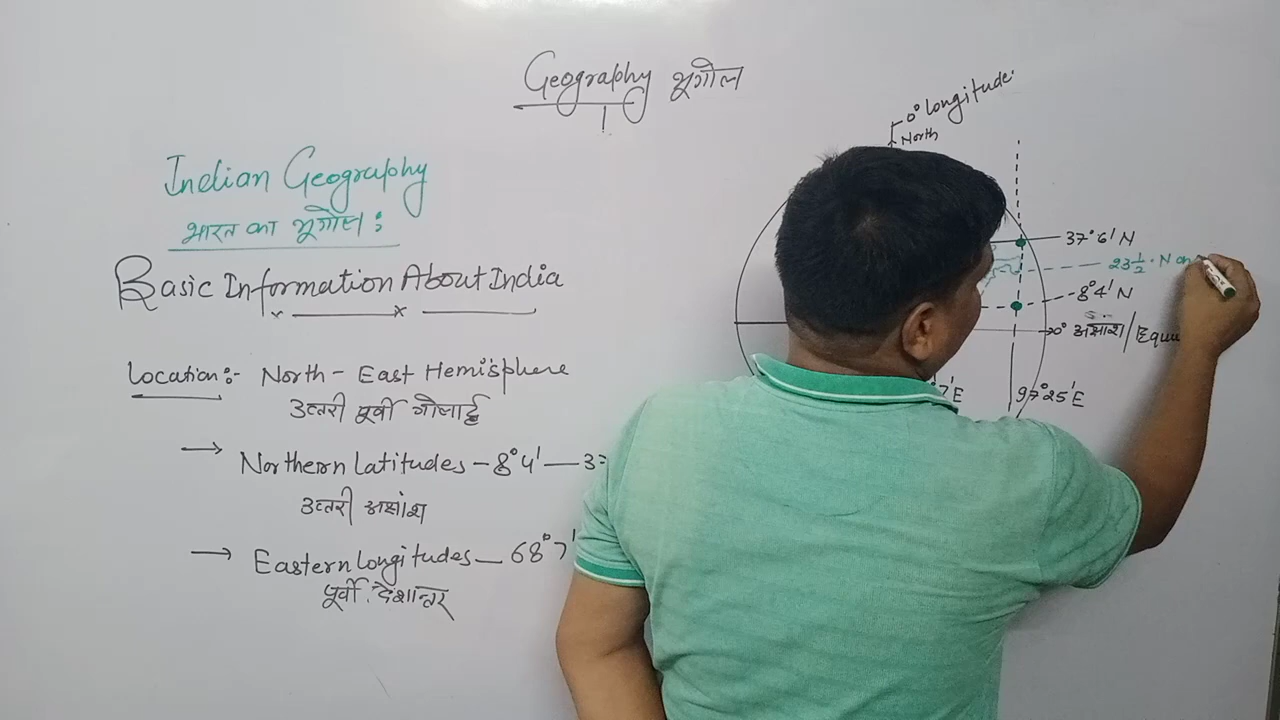 Geography भूगोल
Indian Geography
भारत का भूगोल :
Basic Information About India
Location :- North - East Hemisphere
उत्तरी पूर्वी गोलार्द्ध
→ Northern Latitudes - 8°4' — 3
उत्तरी अक्षांश
→ Eastern Longitudes — 68°7'
पूर्वी देशान्तर
0° longitude
North
37°6' N
23½° N
8°4' N
0° अक्षांश / Equ
7'E
97°25'E